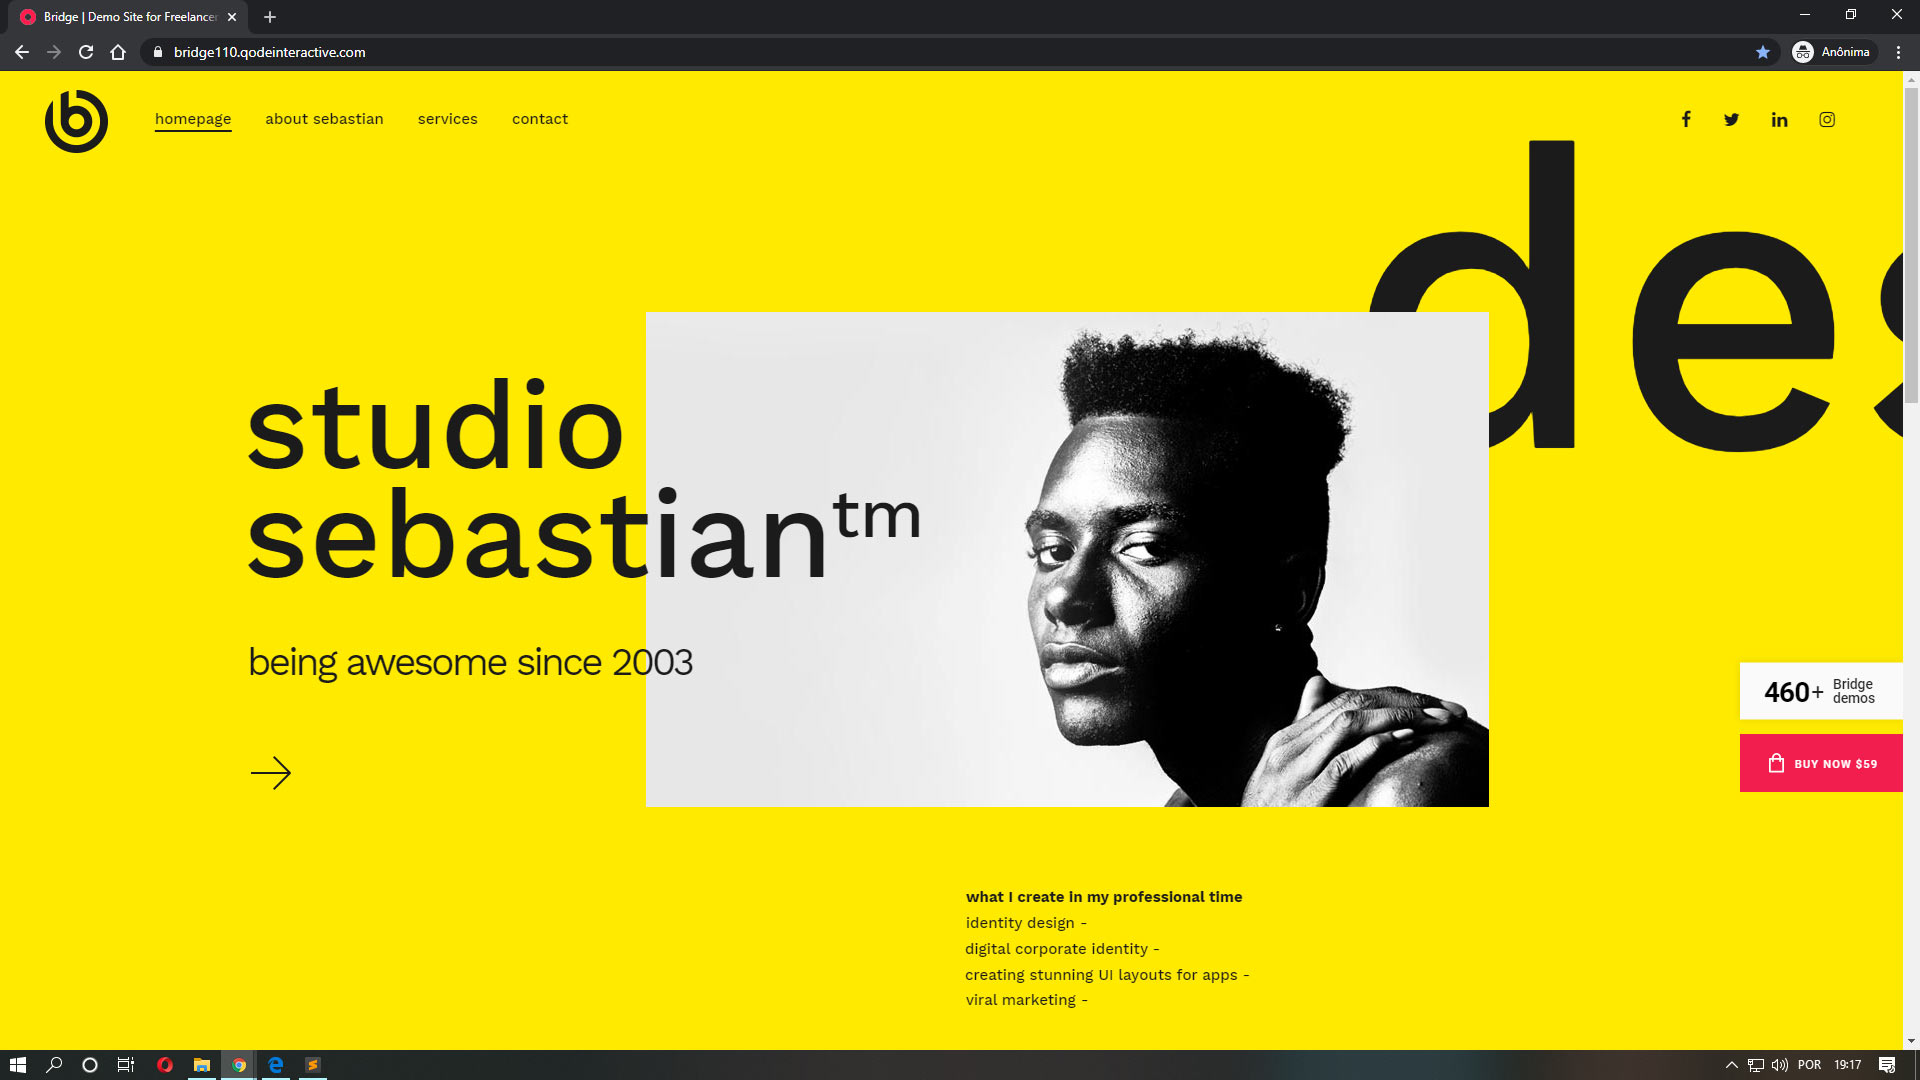 Bridge | Demo Site for Freelancer
bridge110.qodeinteractive.com
Anônima
b
homepage about sebastian services contact
des
studio
sebastian™
being awesome since 2003
460+ Bridge
demos
BUY NOW $59
what I create in my professional time
identity design -
digital corporate identity -
creating stunning UI layouts for apps -
viral marketing -
POR 19:17